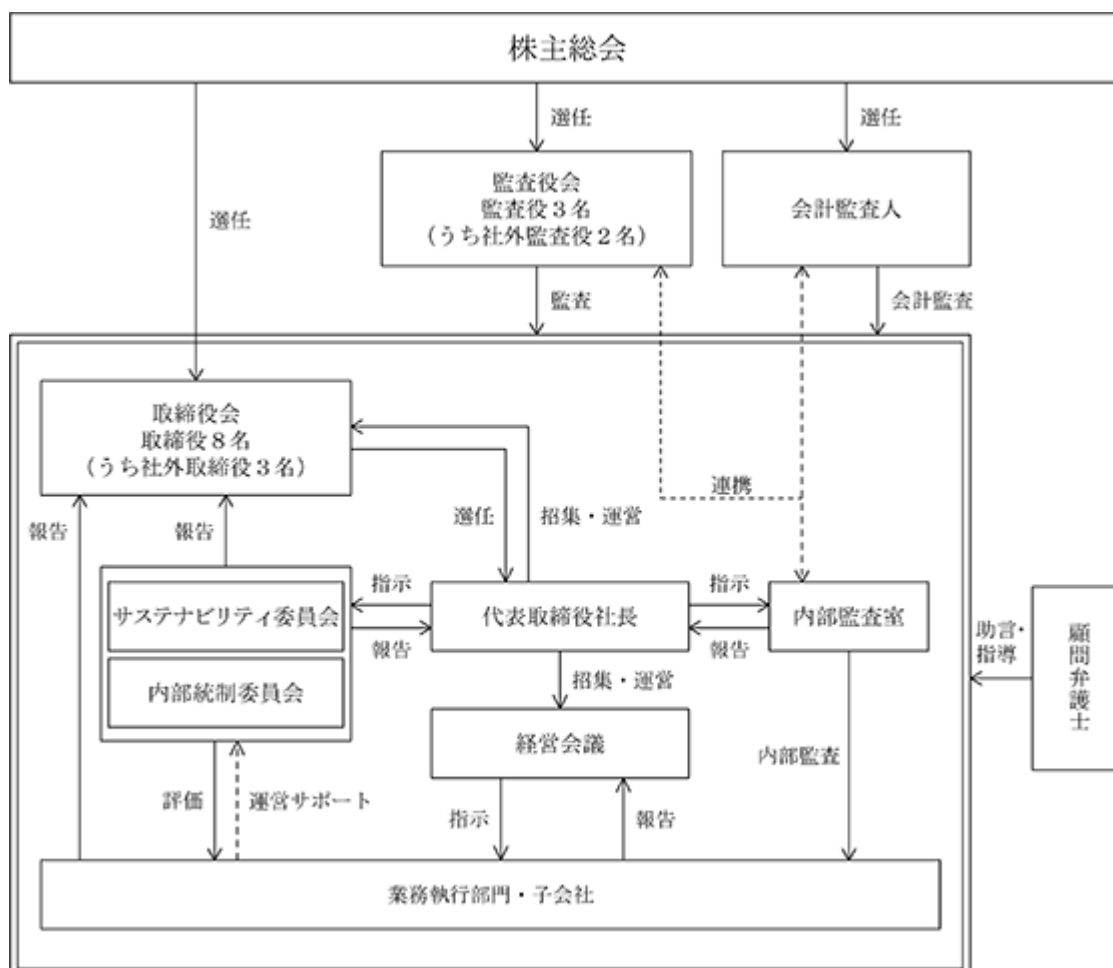 株主総会
選任
選任
選任
監査役会
監査役３名
（うち社外監査役２名）
会計監査人
監査
会計監査
取締役会
取締役８名
（うち社外取締役３名）
連携
報告
報告
選任
招集・運営
サステナビリティ委員会
内部統制委員会
指示
報告
代表取締役社長
指示
報告
内部監査室
助言・
指導
顧問弁護士
招集・運営
経営会議
内部監査
評価
運営サポート
指示
報告
業務執行部門・子会社